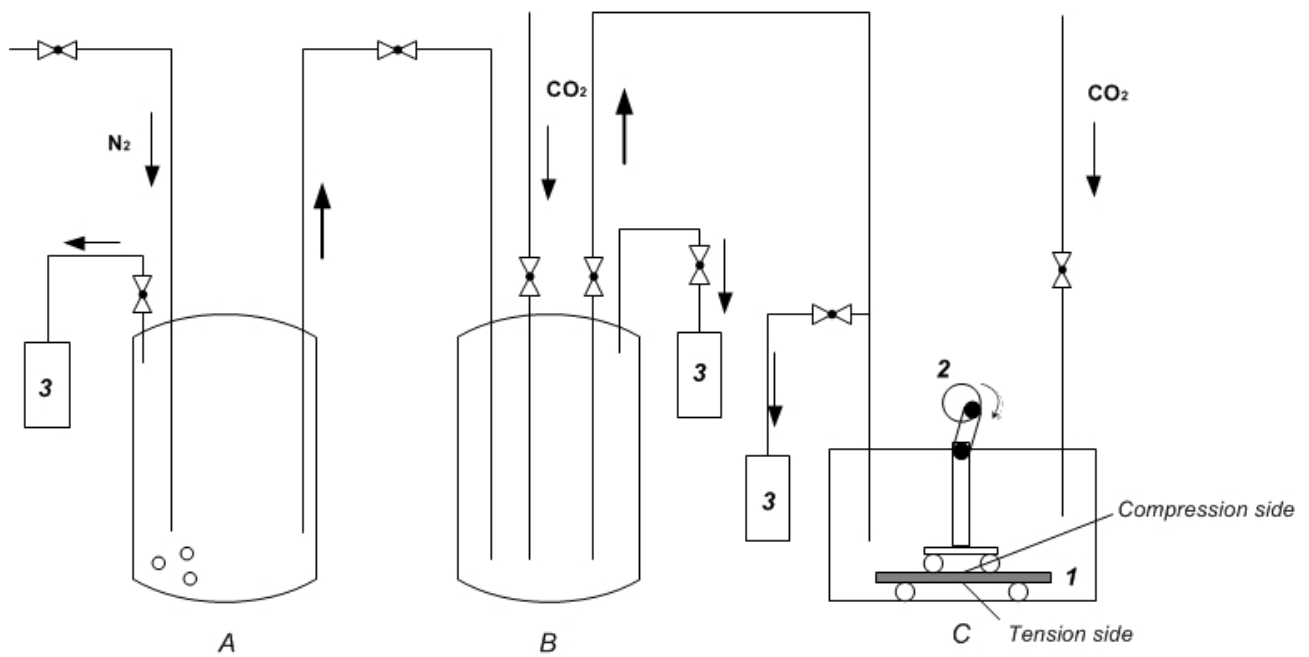 CO₂
CO₂
N₂
3
3
2
3
Compression side
1
A
B
C
Tension side